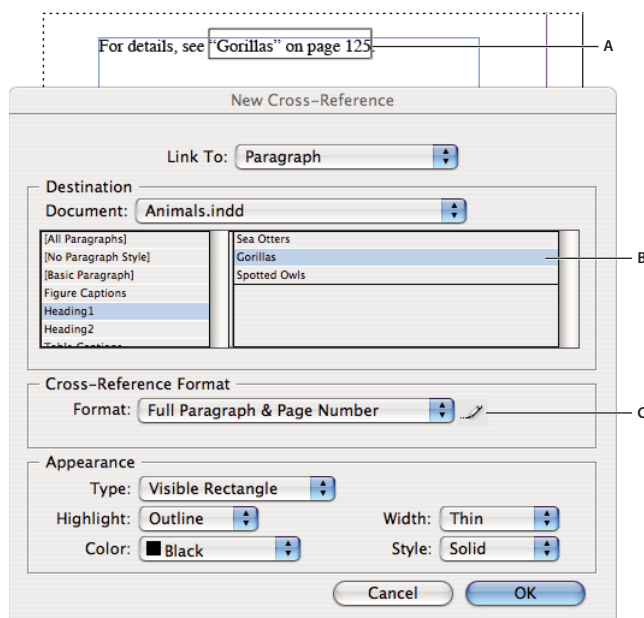 For details, see “Gorillas” on page 125.
A
New Cross-Reference
Link To: Paragraph
Destination
Document: Animals.indd
[All Paragraphs]
[No Paragraph Style]
[Basic Paragraph]
Figure Captions
Heading1
Heading2
Table Captions
Sea Otters
Gorillas
Spotted Owls
B
Cross-Reference Format
Format: Full Paragraph & Page Number
C
Appearance
Type: Visible Rectangle
Highlight: Outline
Width: Thin
Color: Black
Style: Solid
Cancel
OK